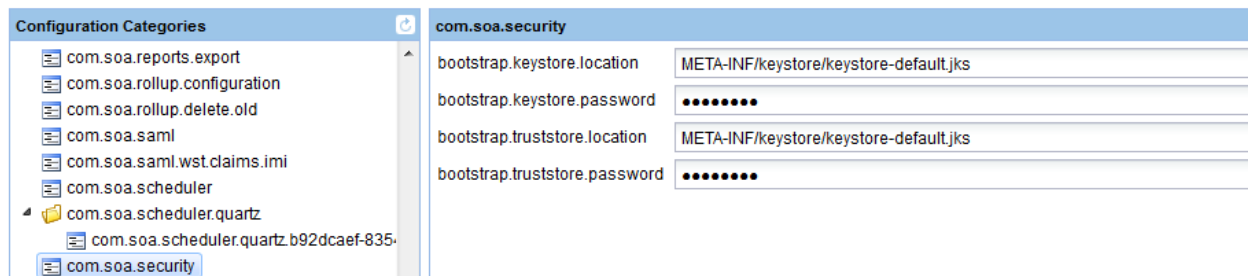 Configuration Categories
com.soa.reports.export
com.soa.rollup.configuration
com.soa.rollup.delete.old
com.soa.saml
com.soa.saml.wst.claims.imi
com.soa.scheduler
com.soa.scheduler.quartz
com.soa.scheduler.quartz.b92dcaef-835
com.soa.security
com.soa.security
bootstrap.keystore.location META-INF/keystore/keystore-default.jks
bootstrap.keystore.password ●●●●●●●●
bootstrap.truststore.location META-INF/keystore/keystore-default.jks
bootstrap.truststore.password ●●●●●●●●